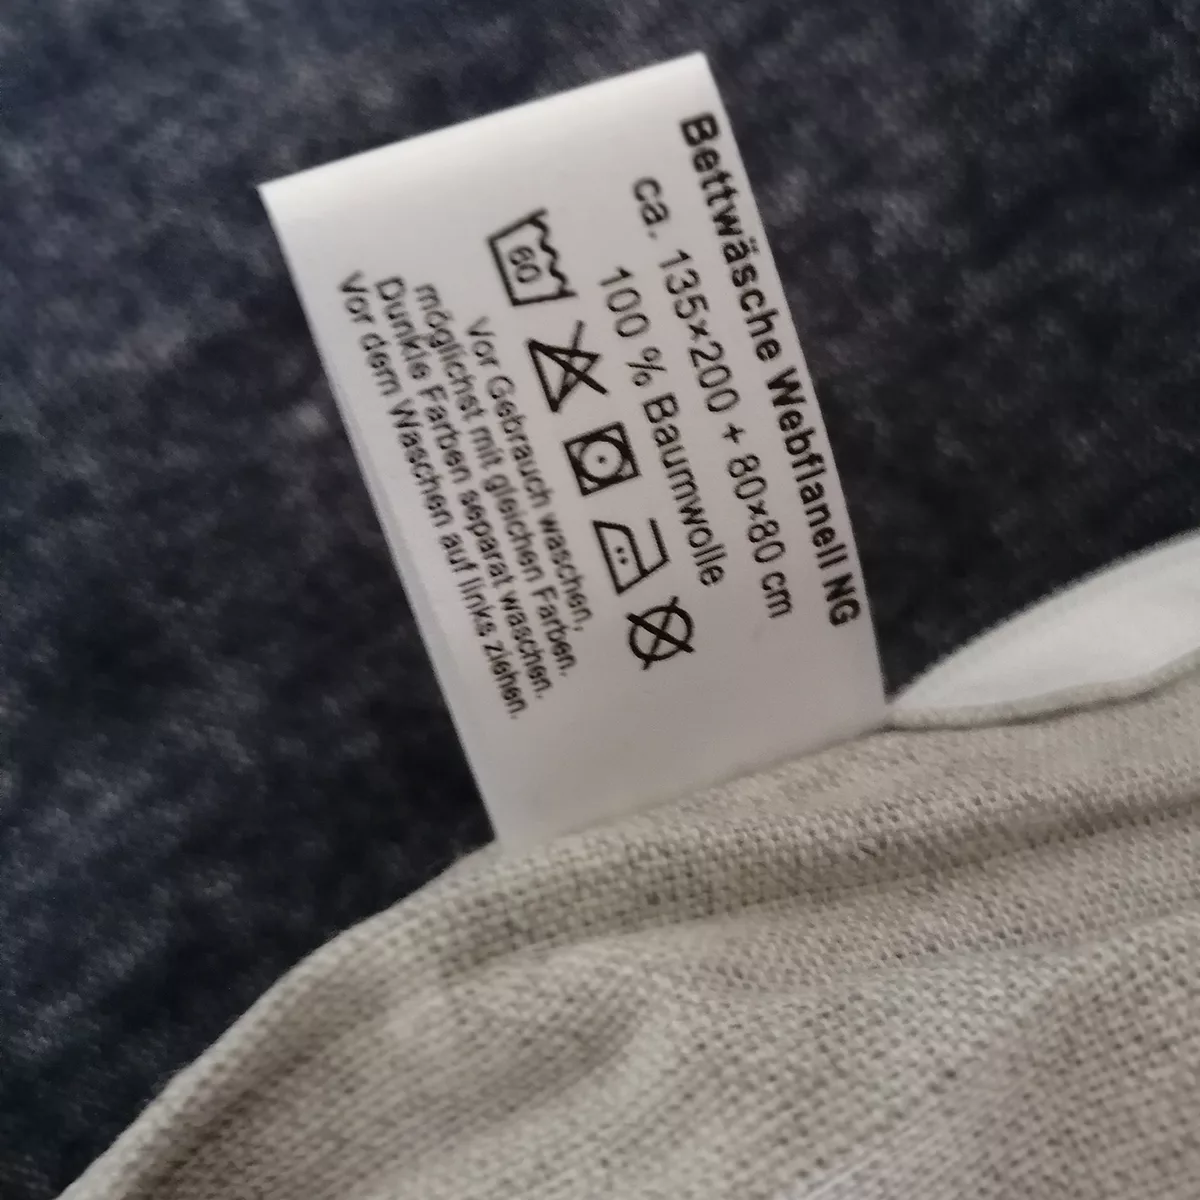 Bettwäsche Webflanell NG
ca. 135×200 + 80×80 cm
100 % Baumwolle
60
Vor Gebrauch waschen,
möglichst mit gleichen Farben.
Dunkle Farben separat waschen.
Vor dem Waschen auf links ziehen.